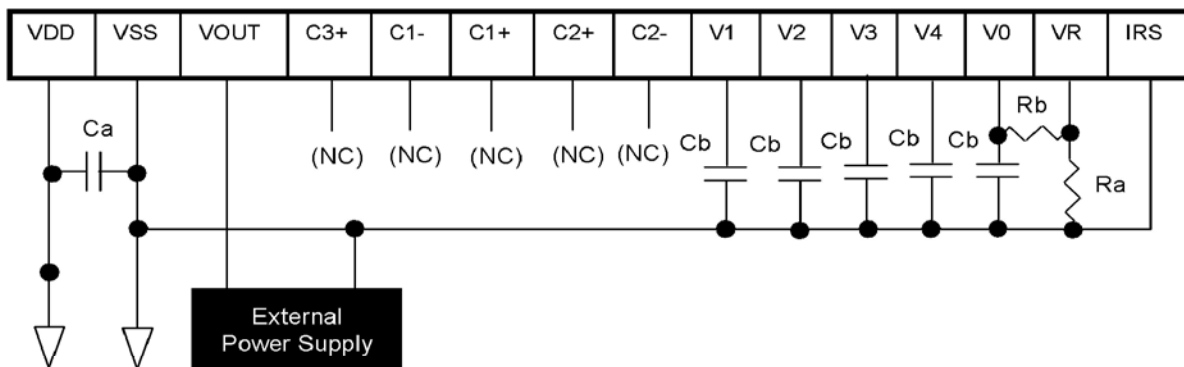 VDD VSS VOUT C3+ C1- C1+ C2+ C2- V1 V2 V3 V4 V0 VR IRS
Rb
Ca
Cb Cb Cb Cb Cb
(NC) (NC) (NC) (NC) (NC)
Ra
External
Power Supply